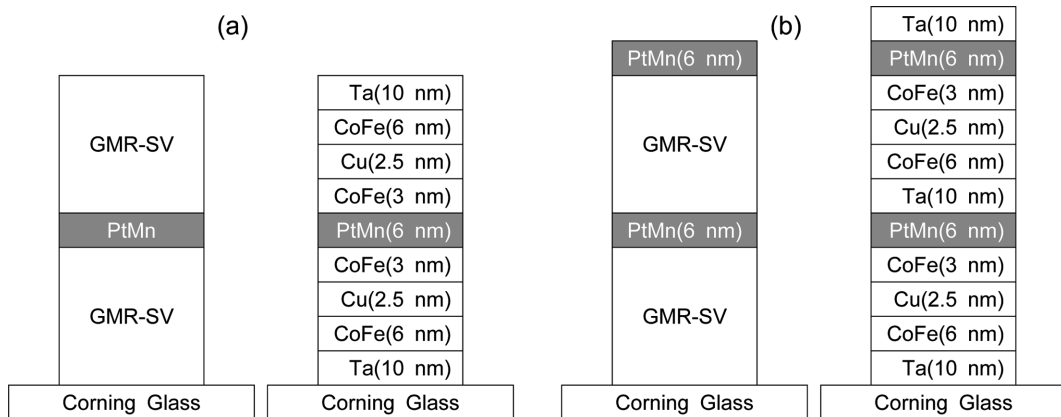 (a)
GMR-SV
PtMn
GMR-SV
Corning Glass
Ta(10 nm)
CoFe(6 nm)
Cu(2.5 nm)
CoFe(3 nm)
PtMn(6 nm)
CoFe(3 nm)
Cu(2.5 nm)
CoFe(6 nm)
Ta(10 nm)
Corning Glass
(b)
PtMn(6 nm)
GMR-SV
PtMn(6 nm)
GMR-SV
Corning Glass
Ta(10 nm)
PtMn(6 nm)
CoFe(3 nm)
Cu(2.5 nm)
CoFe(6 nm)
Ta(10 nm)
PtMn(6 nm)
CoFe(3 nm)
Cu(2.5 nm)
CoFe(6 nm)
Ta(10 nm)
Corning Glass